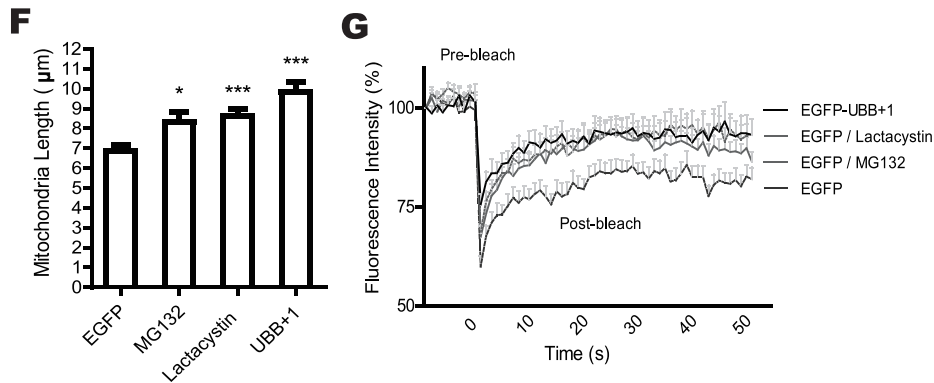 F
Mitochondria Length ( μm)
12
11
10
9
8
7
6
5
4
3
2
1
0
*
***
***
EGFP
MG132
Lactacystin
UBB+1
G
Pre-bleach
Fluorescence Intensity (%)
100
75
50
Post-bleach
0
10
20
30
40
50
Time (s)
EGFP-UBB+1
EGFP / Lactacystin
EGFP / MG132
EGFP